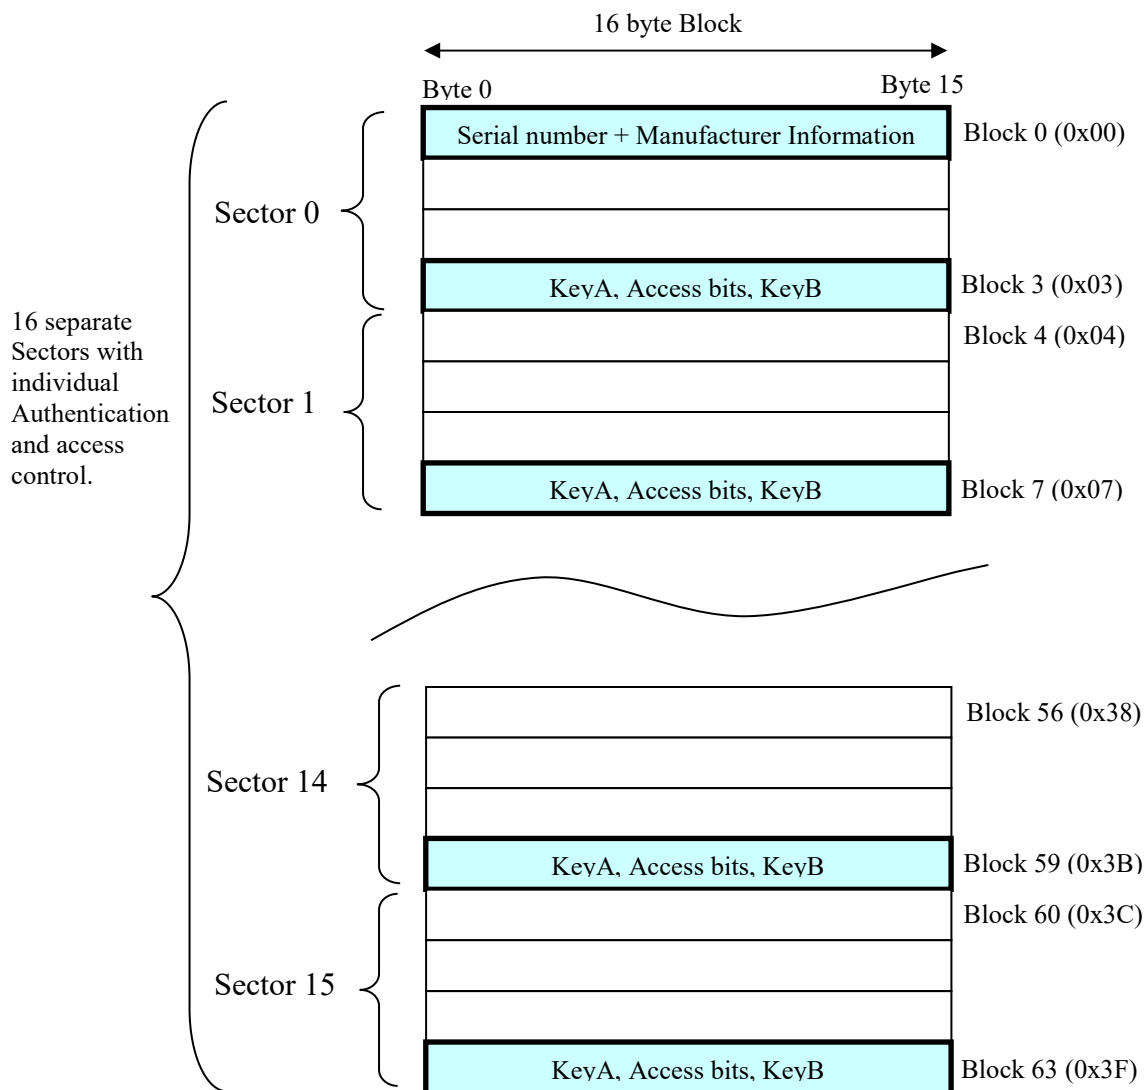 16 byte Block
Byte 0
Byte 15
Serial number + Manufacturer Information
Block 0 (0x00)
Sector 0
KeyA, Access bits, KeyB
Block 3 (0x03)
Block 4 (0x04)
16 separate
Sectors with
individual
Authentication
and access
control.
Sector 1
KeyA, Access bits, KeyB
Block 7 (0x07)
Block 56 (0x38)
Sector 14
KeyA, Access bits, KeyB
Block 59 (0x3B)
Block 60 (0x3C)
Sector 15
KeyA, Access bits, KeyB
Block 63 (0x3F)